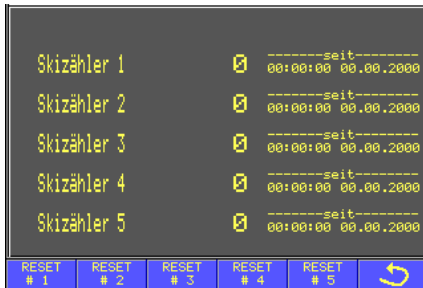 Skizähler 1 0 -------seit--------
00:00:00 00.00.2000
Skizähler 2 0 -------seit--------
00:00:00 00.00.2000
Skizähler 3 0 -------seit--------
00:00:00 00.00.2000
Skizähler 4 0 -------seit--------
00:00:00 00.00.2000
Skizähler 5 0 -------seit--------
00:00:00 00.00.2000
RESET RESET RESET RESET RESET
# 1 # 2 # 3 # 4 # 5